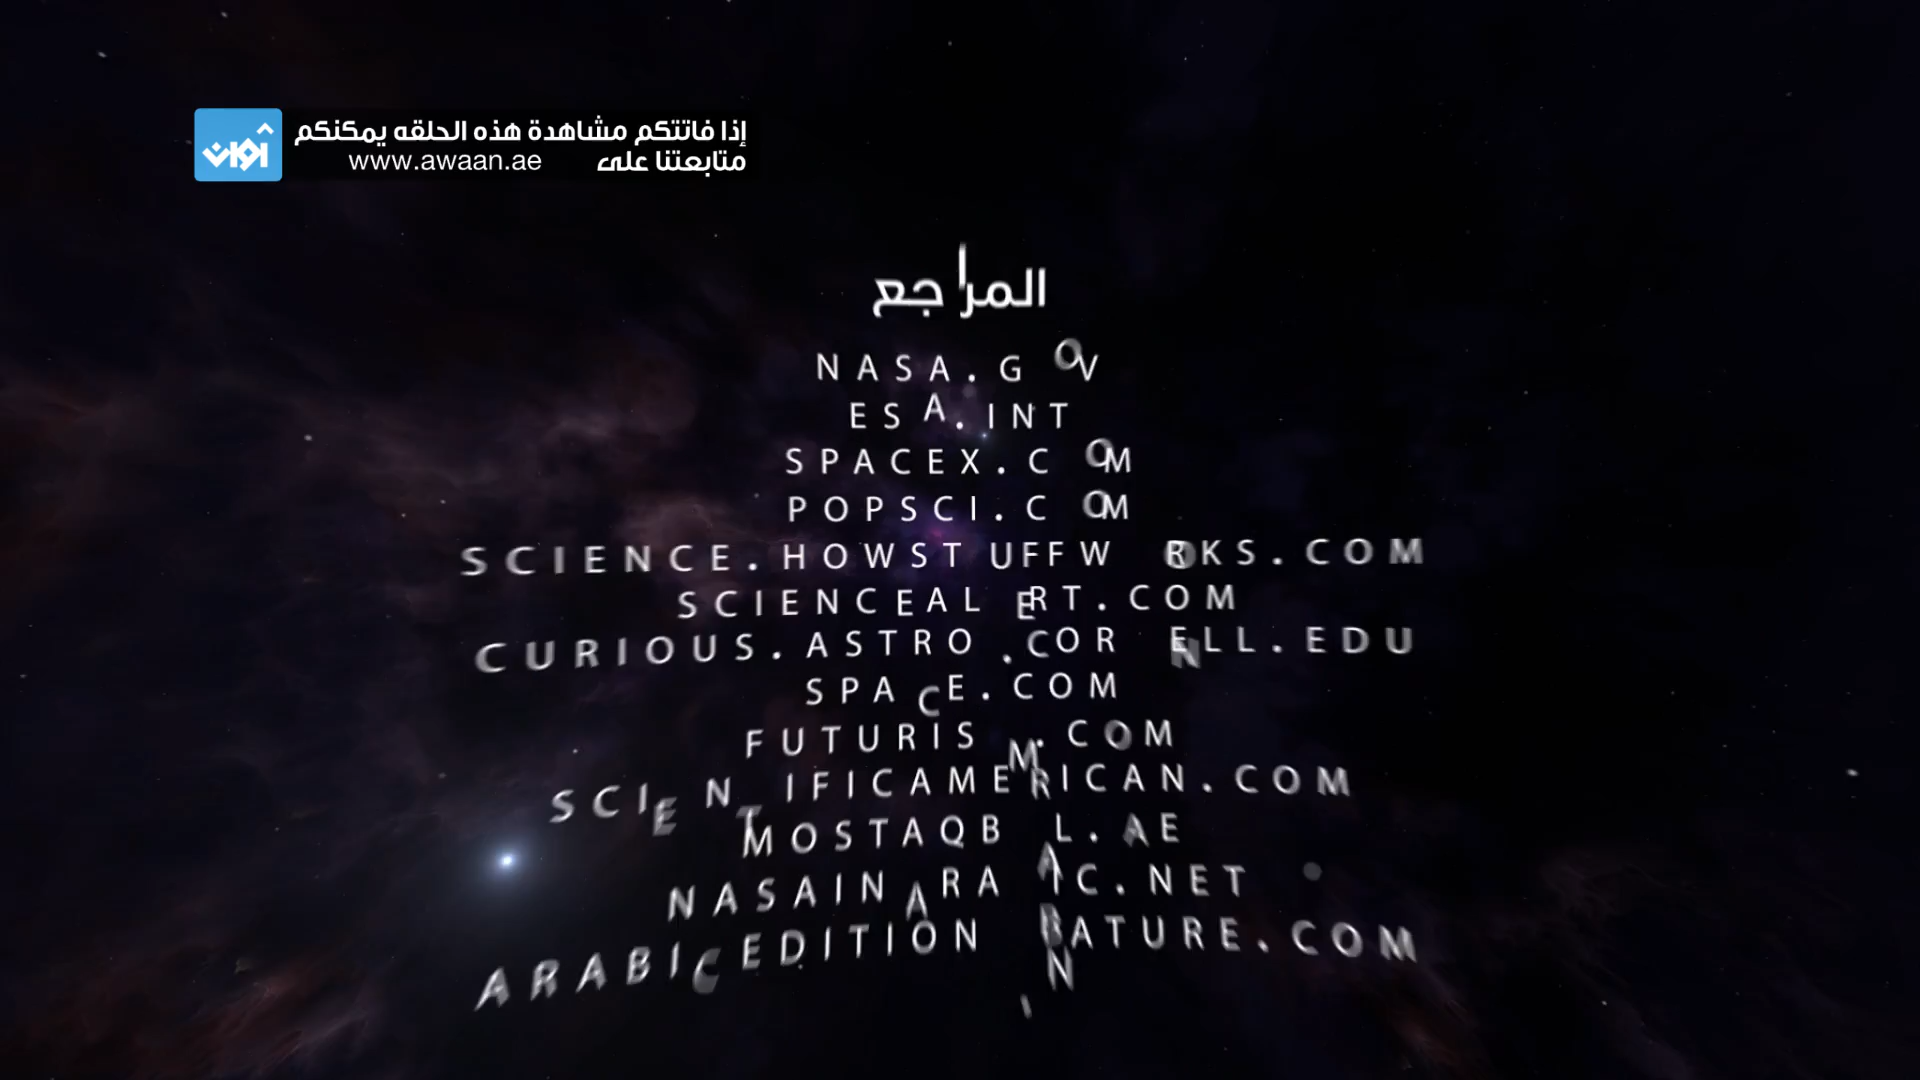 أوان
إذا فاتتكم مشاهدة هذه الحلقه يمكنكم
متابعتنا على www.awaan.ae
المراجع
NASA.GOV
ESA.INT
SPACEX.COM
POPSCI.COM
SCIENCE.HOWSTUFFWORKS.COM
SCIENCEALERT.COM
CURIOUS.ASTRO.CORNELL.EDU
SPACE.COM
FUTURISM.COM
SCIENTIFICAMERICAN.COM
MOSTAQBAL.AE
NASAINARABIC.NET
ARABICEDITION.NATURE.COM